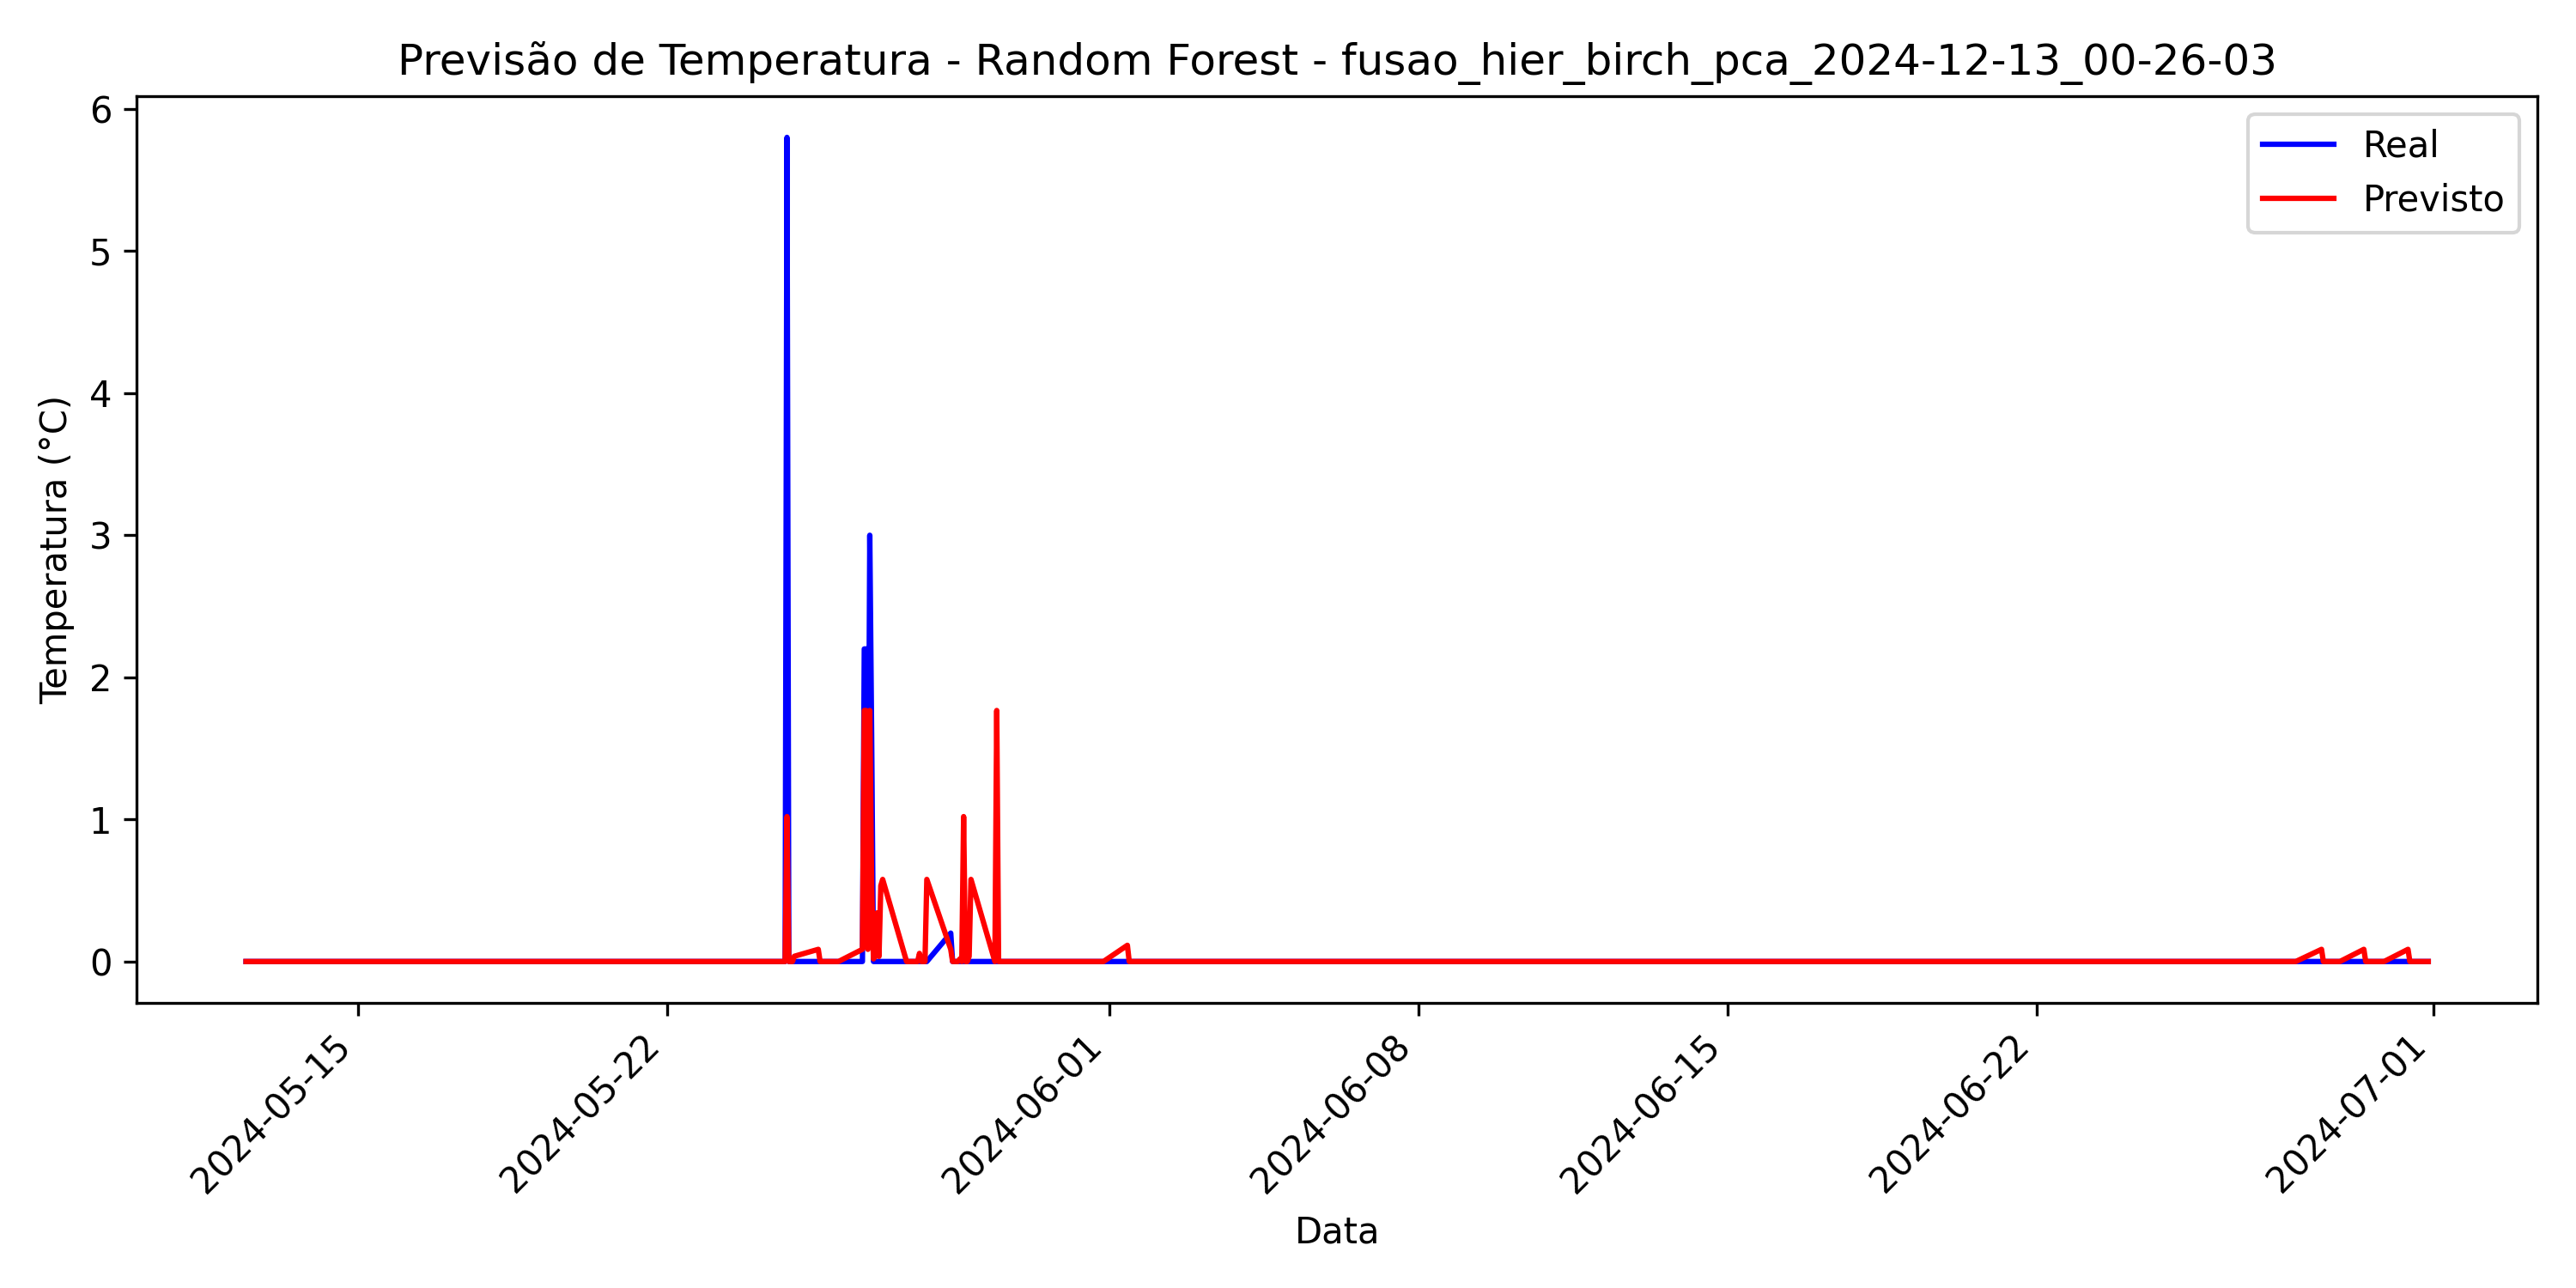 Previsão de Temperatura - Random Forest - fusao_hier_birch_pca_2024-12-13_00-26-03
Real
Previsto
Temperatura (°C)
6
5
4
3
2
1
0
2024-05-15
2024-05-22
2024-06-01
2024-06-08
2024-06-15
2024-06-22
2024-07-01
Data